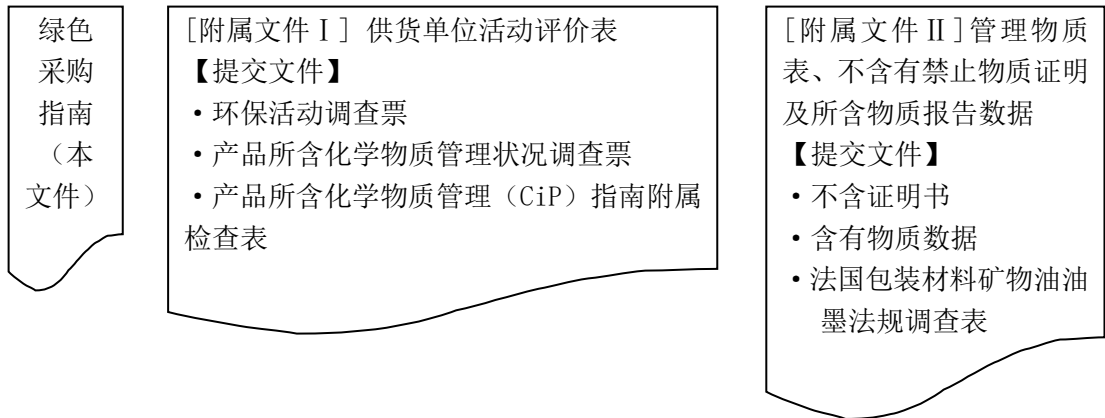 绿色
采购
指南
（本
文件）
[附属文件Ⅰ] 供货单位活动评价表
【提交文件】
・环保活动调查票
・产品所含化学物质管理状况调查票
・产品所含化学物质管理（CiP）指南附属
检查表
[附属文件Ⅱ]管理物质
表、不含有禁止物质证明
及所含物质报告数据
【提交文件】
・不含证明书
・含有物质数据
・法国包装材料矿物油油
墨法规调查表